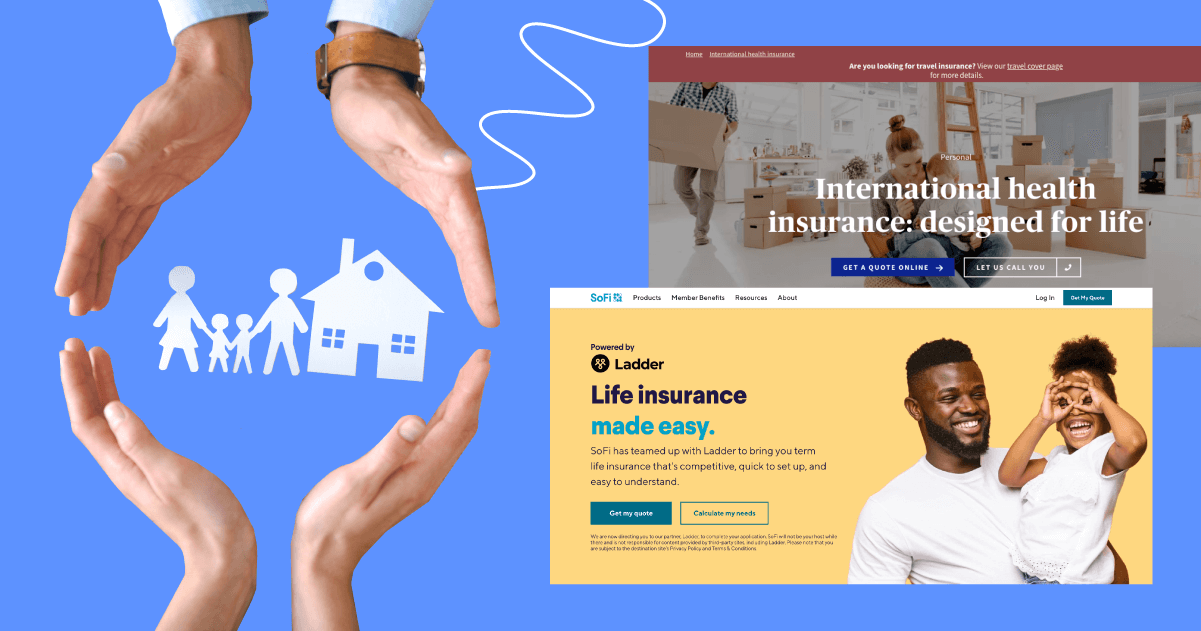 Home International health insurance
Are you looking for travel insurance? View our travel cover page
for more details.
Personal
International health
insurance: designed for life
GET A QUOTE ONLINE
LET US CALL YOU
SoFi Products Member Benefits Resources About Log In Get My Quote
Powered by
Ladder
Life insurance
made easy.
SoFi has teamed up with Ladder to bring you term
life insurance that's competitive, quick to set up, and
easy to understand.
Get my quote Calculate my needs
We are now directing you to our partner, Ladder, to complete your application. SoFi will not be your host while
there and is not responsible for content provided by third-party sites, including Ladder. Please note that you
are subject to the destination site's Privacy Policy and Terms & Conditions